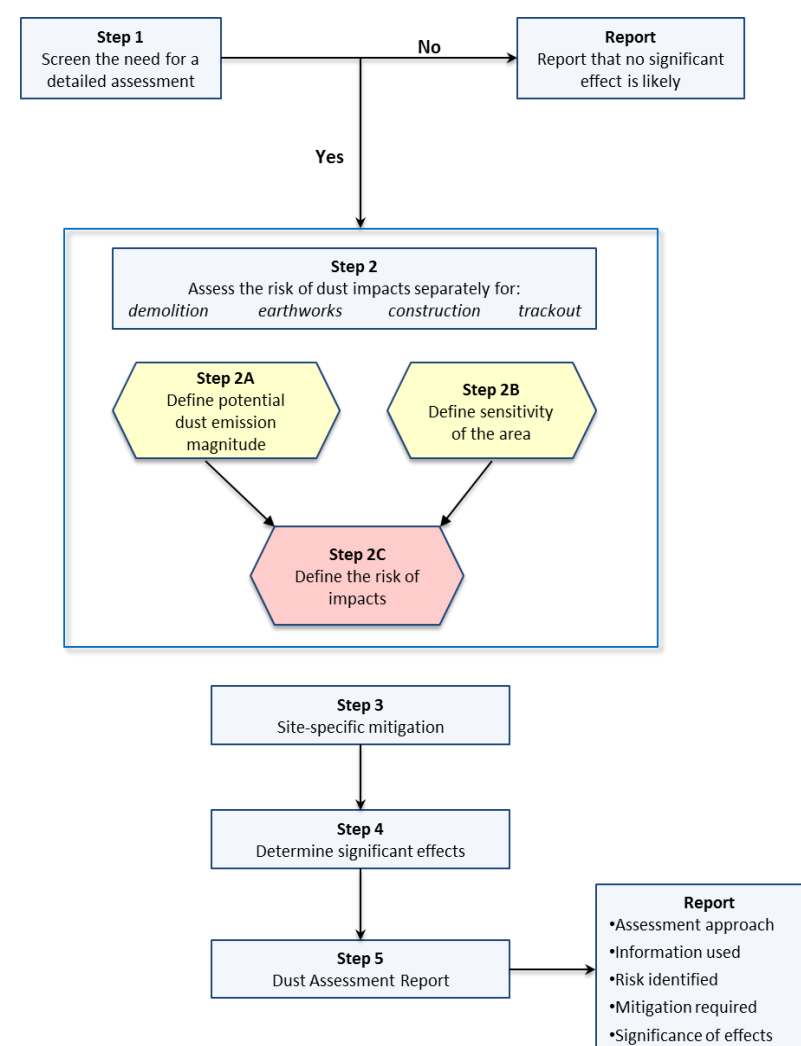 Step 1
Screen the need for a
detailed assessment
No
Report
Report that no significant
effect is likely
Yes
Step 2
Assess the risk of dust impacts separately for:
demolition earthworks construction trackout
Step 2A
Define potential
dust emission
magnitude
Step 2B
Define sensitivity
of the area
Step 2C
Define the risk of
impacts
Step 3
Site-specific mitigation
Step 4
Determine significant effects
Step 5
Dust Assessment Report
Report
•Assessment approach
•Information used
•Risk identified
•Mitigation required
•Significance of effects